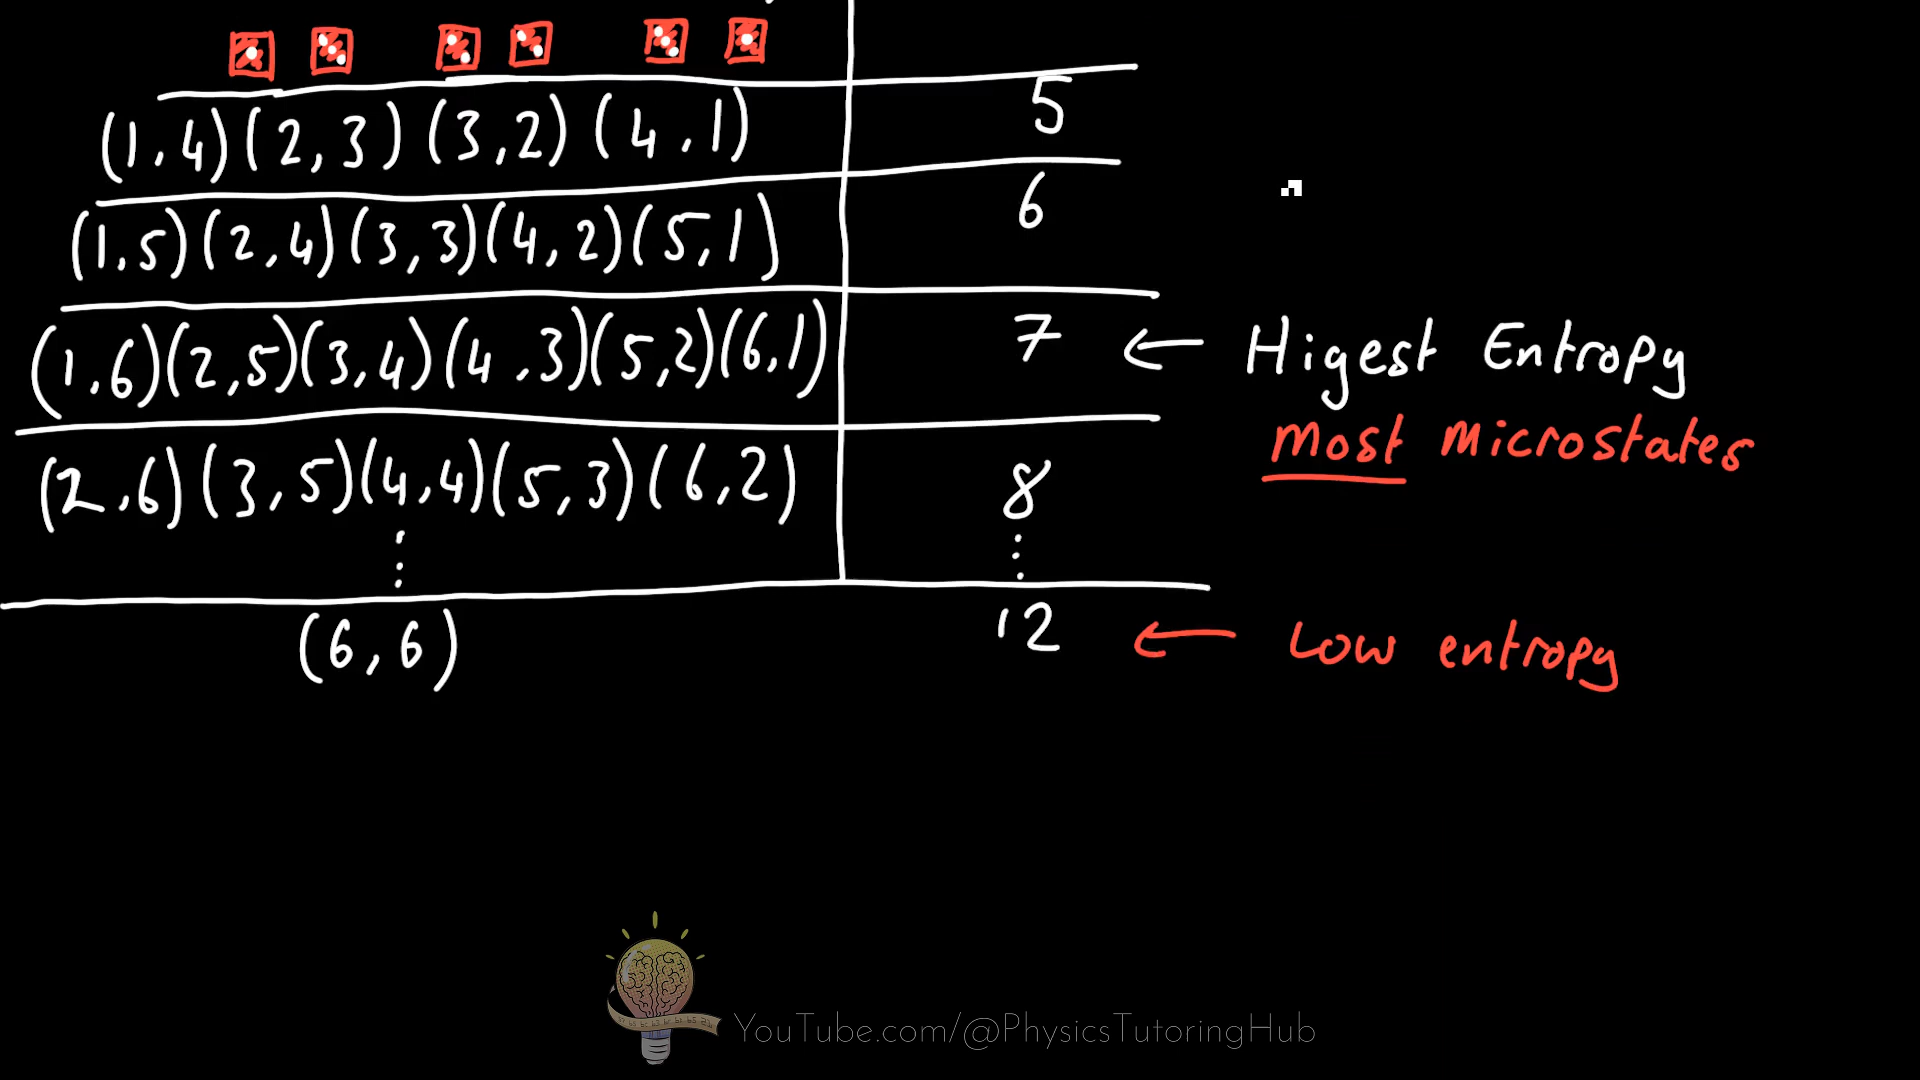 (1,4) (2,3) (3,2) (4,1) 5
(1,5) (2,4) (3,3) (4,2) (5,1) 6
(1,6) (2,5) (3,4) (4,3) (5,2) (6,1) 7 ← Higest Entropy
most microstates
(2,6) (3,5) (4,4) (5,3) (6,2) 8
⋮ ⋮
(6,6) 12 ← Low entropy
YouTube.com/@PhysicsTutoringHub